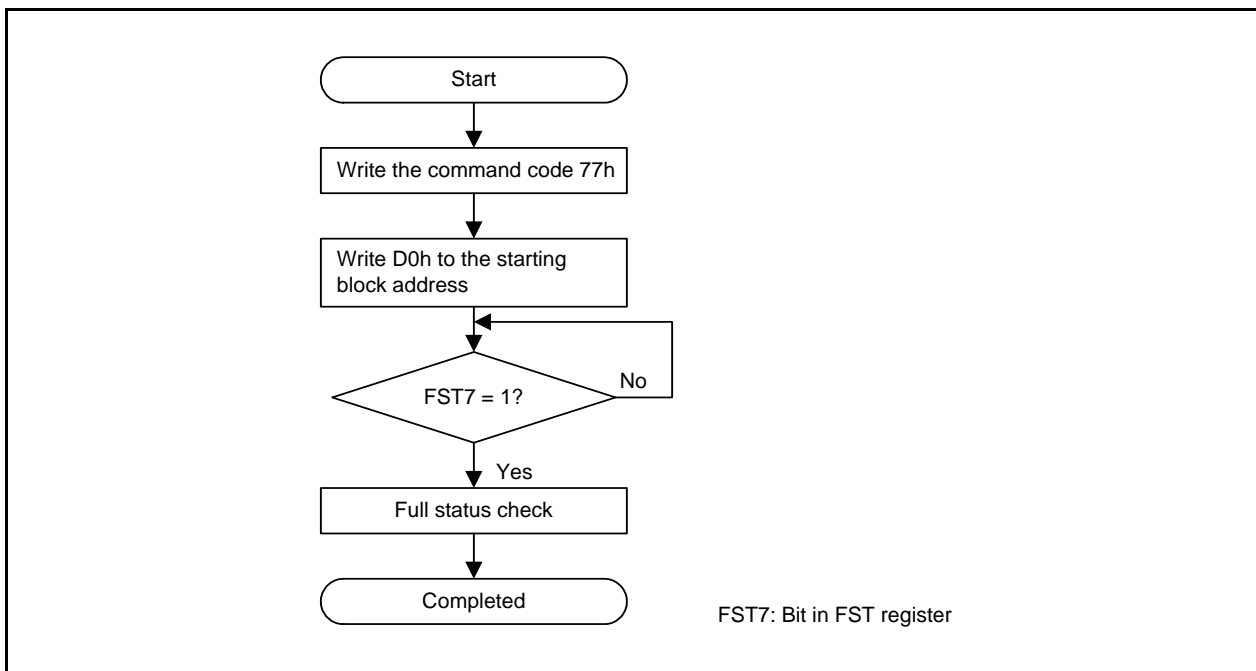 Start
Write the command code 77h
Write D0h to the starting
block address
FST7 = 1?
No
Yes
Full status check
Completed
FST7: Bit in FST register